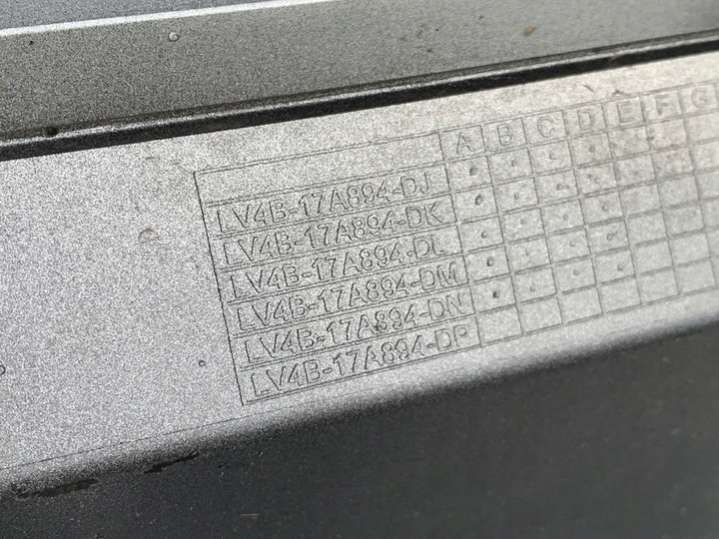 A B C D E F G
LV4B-17A894-DJ
LV4B-17A894-DK
LV4B-17A894-DL
LV4B-17A894-DM
LV4B-17A894-DN
LV4B-17A894-DP